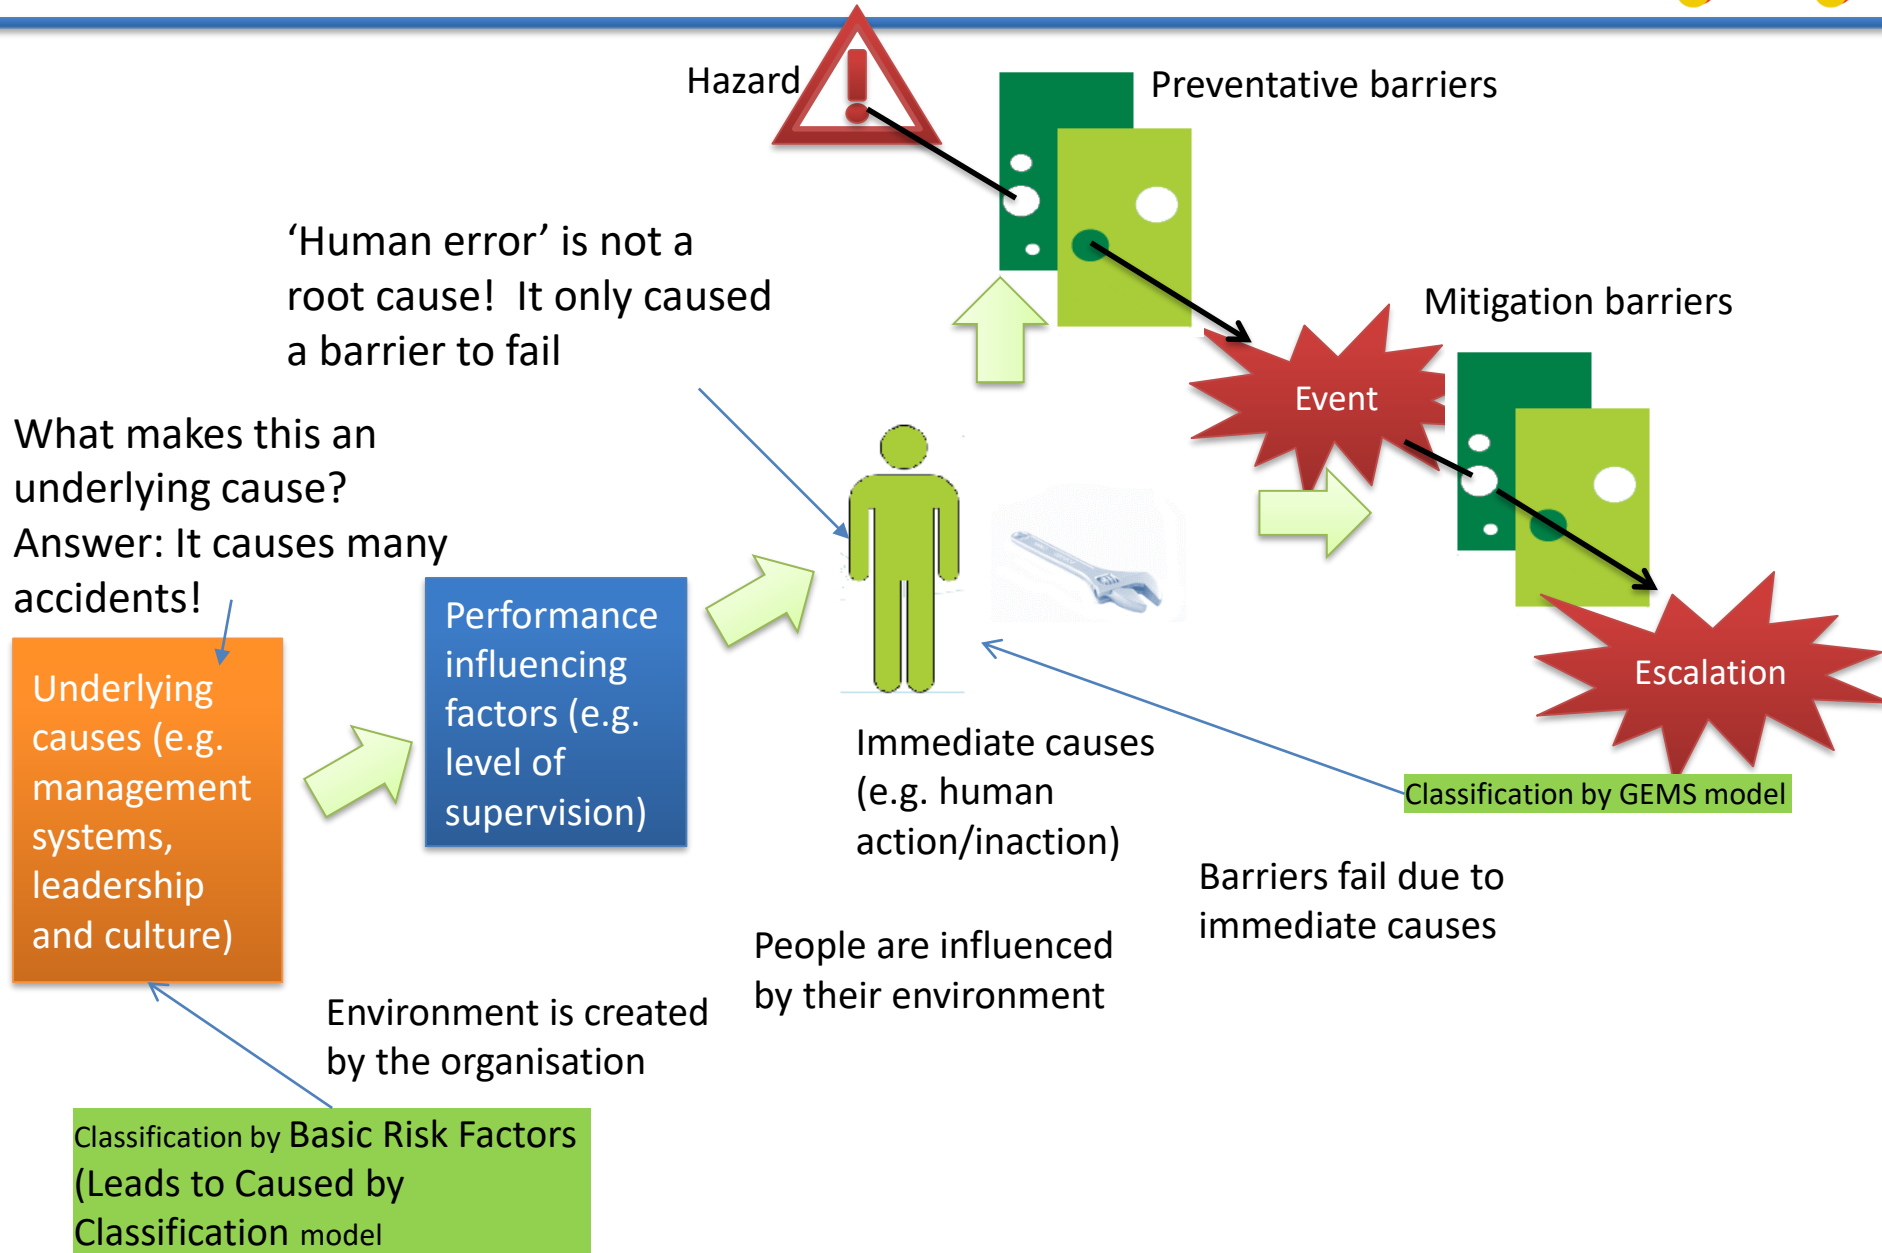 Hazard
Preventative barriers
‘Human error’ is not a
root cause!  It only caused
a barrier to fail
Mitigation barriers
Event
What makes this an
underlying cause?
Answer: It causes many
accidents!
Performance
influencing
factors (e.g.
level of
supervision)
Underlying
causes (e.g.
management
systems,
leadership
and culture)
Escalation
Immediate causes
(e.g. human
action/inaction)
Classification by GEMS model
Barriers fail due to
immediate causes
People are influenced
by their environment
Environment is created
by the organisation
Classification by Basic Risk Factors
(Leads to Caused by
Classification model